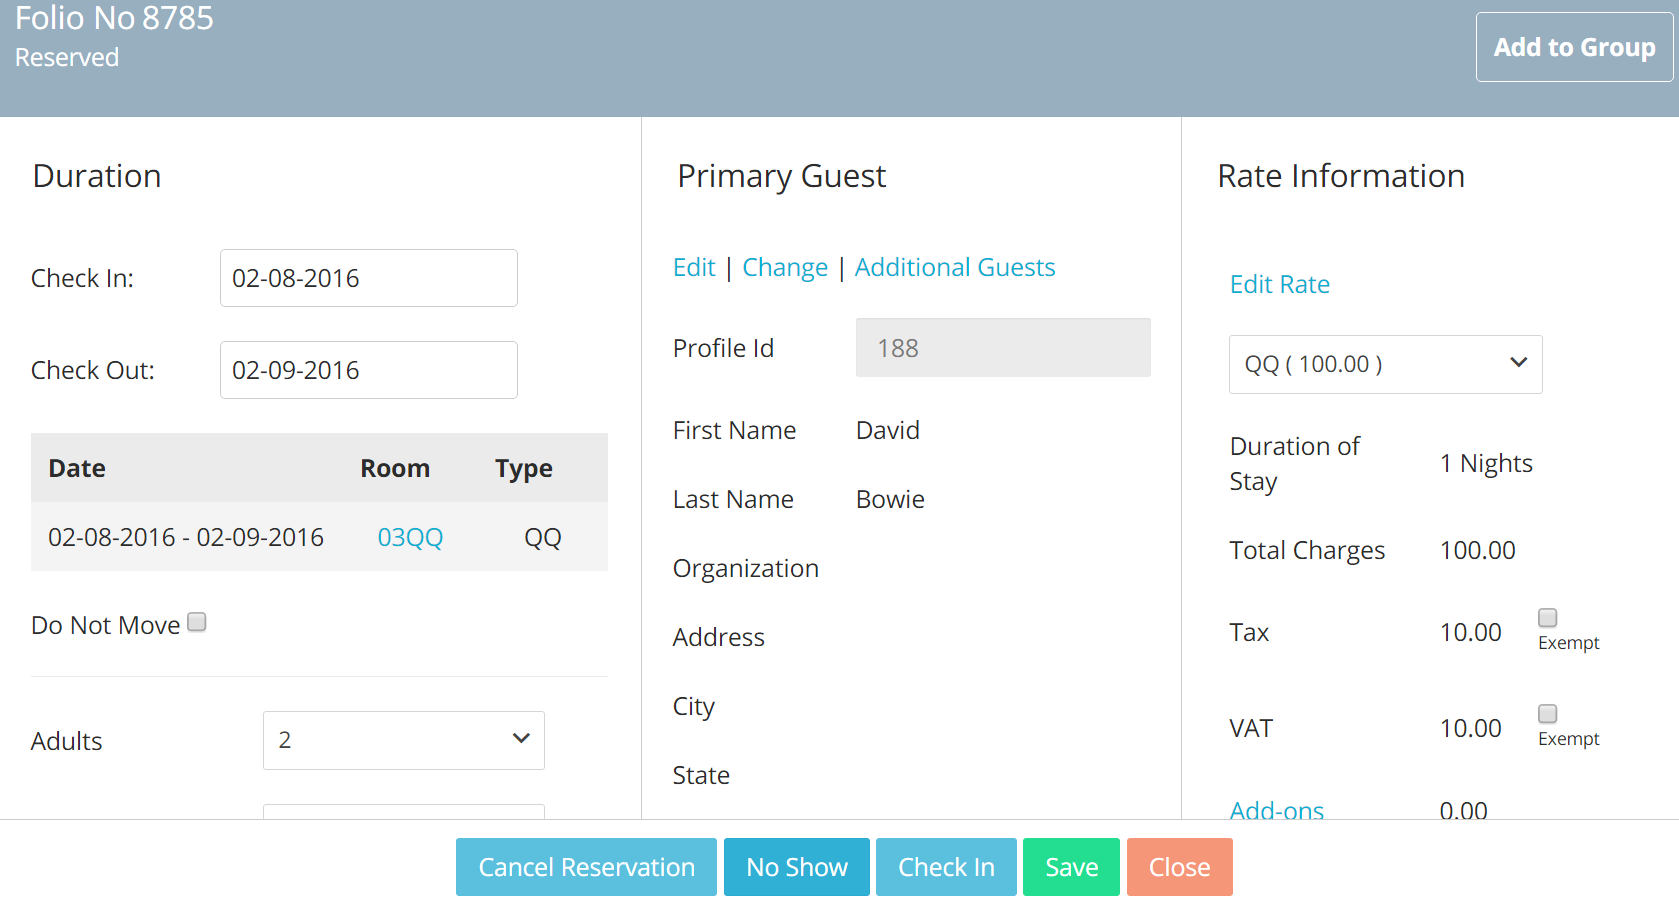 Folio No 8785
Reserved
Add to Group
Duration
Check In:
02-08-2016
Check Out:
02-09-2016
Date Room Type
02-08-2016 - 02-09-2016 03QQ QQ
Do Not Move
Adults
2
Primary Guest
Edit | Change | Additional Guests
Profile Id
188
First Name David
Last Name Bowie
Organization
Address
City
State
Rate Information
Edit Rate
QQ ( 100.00 )
Duration of
Stay
1 Nights
Total Charges 100.00
Tax 10.00
Exempt
VAT 10.00
Exempt
Add-ons 0.00
Cancel Reservation
No Show
Check In
Save
Close